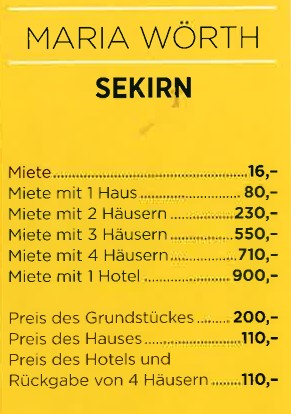 MARIA WÖRTH
SEKIRN
Miete..............................16,–
Miete mit 1 Haus................80,–
Miete mit 2 Häusern..........230,–
Miete mit 3 Häusern..........550,–
Miete mit 4 Häusern..........710,–
Miete mit 1 Hotel..............900,–
Preis des Grundstückes.......200,–
Preis des Hauses...............110,–
Preis des Hotels und
Rückgabe von 4 Häusern.......110,–